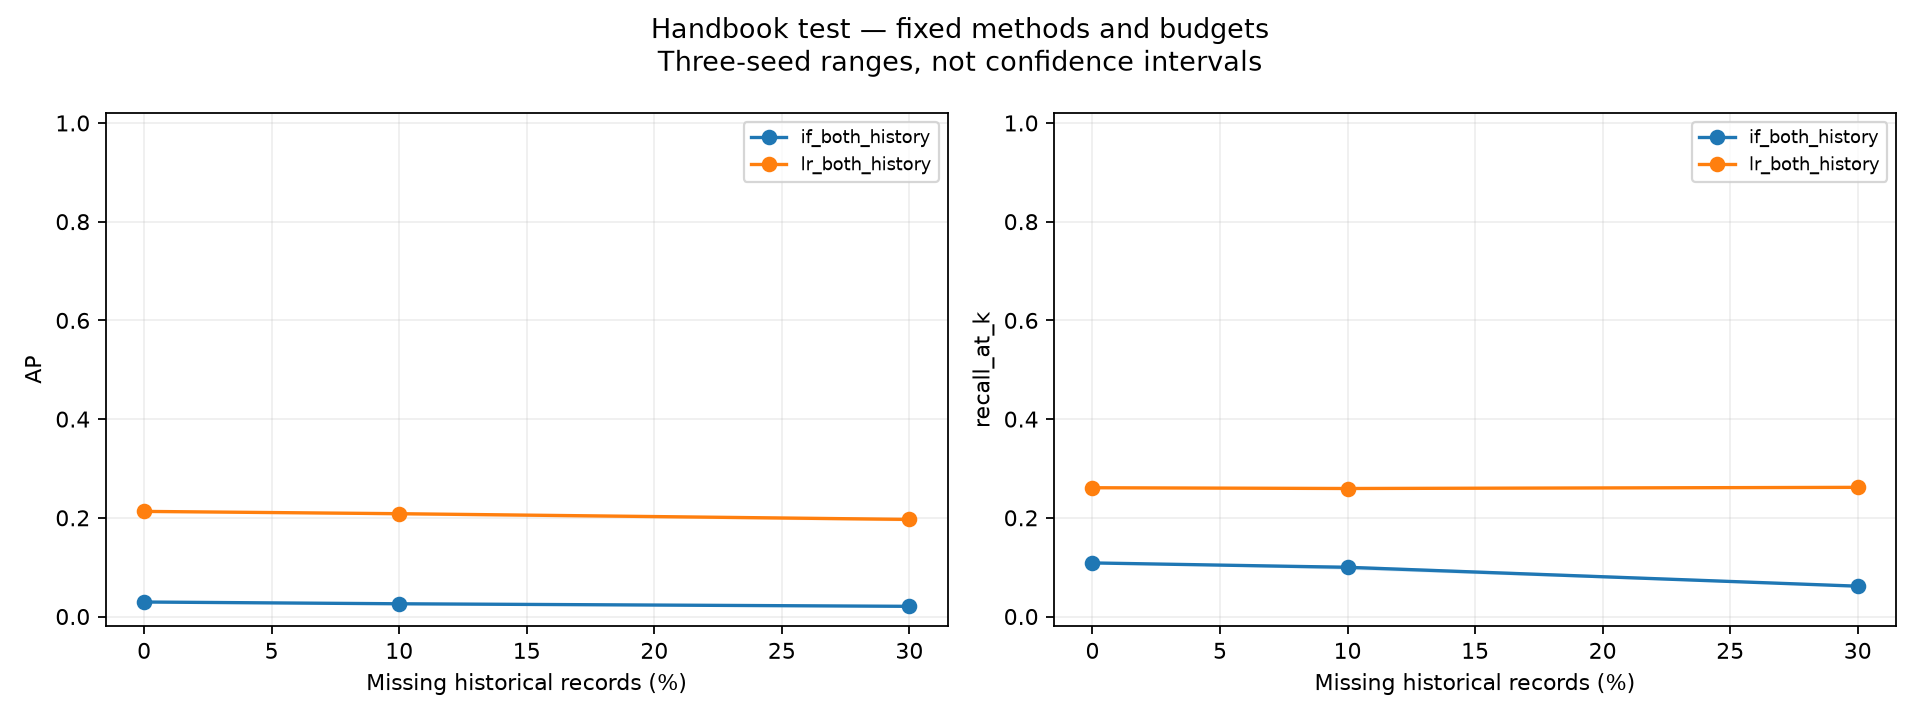 Handbook test — fixed methods and budgets
Three-seed ranges, not confidence intervals
1.0
0.8
0.6
0.4
0.2
0.0
AP
if_both_history
lr_both_history
0 5 10 15 20 25 30
Missing historical records (%)
1.0
0.8
0.6
0.4
0.2
0.0
recall_at_k
if_both_history
lr_both_history
0 5 10 15 20 25 30
Missing historical records (%)